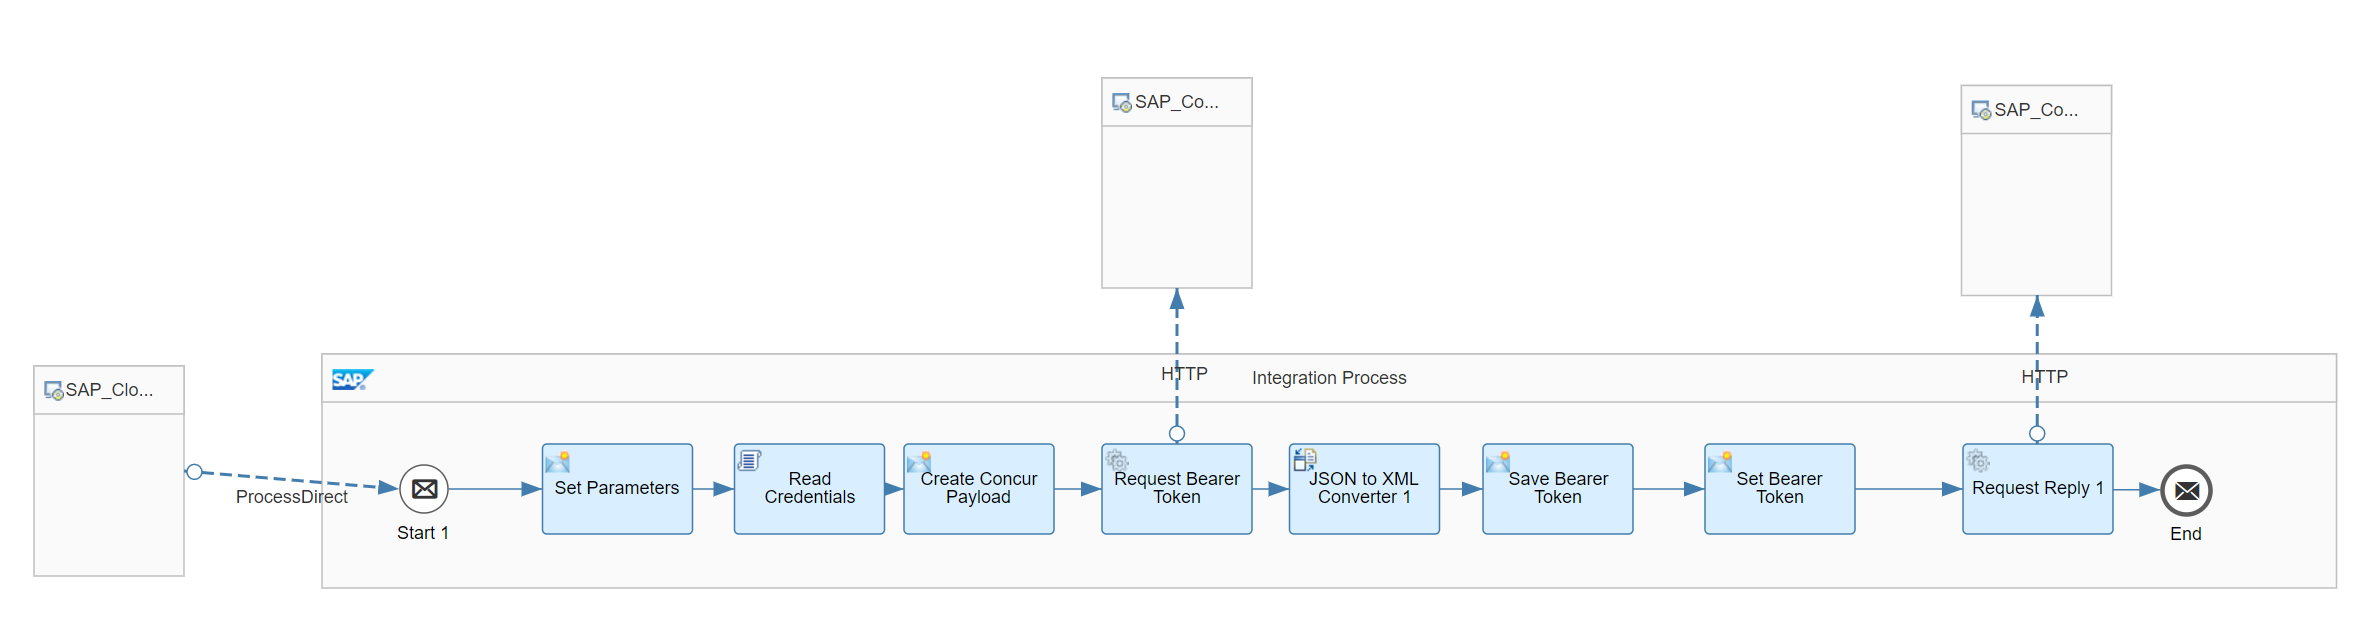 SAP_Co...
SAP_Co...
SAP_Clo...
SAP
HTTP
Integration Process
HTTP
ProcessDirect
Start 1
Set Parameters
Read
Credentials
Create Concur
Payload
Request Bearer
Token
JSON to XML
Converter 1
Save Bearer
Token
Set Bearer
Token
Request Reply 1
End